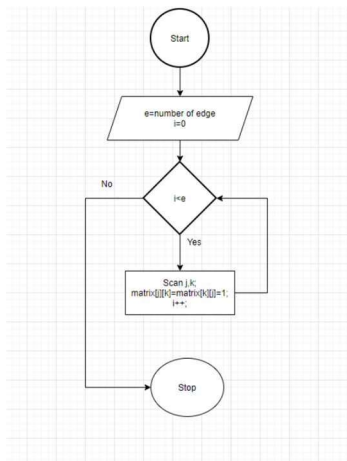 Start
e=number of edge
i=0
No
i<e
Yes
Scan j,k;
matrix[j][k]=matrix[k][j]=1;
i++;
Stop